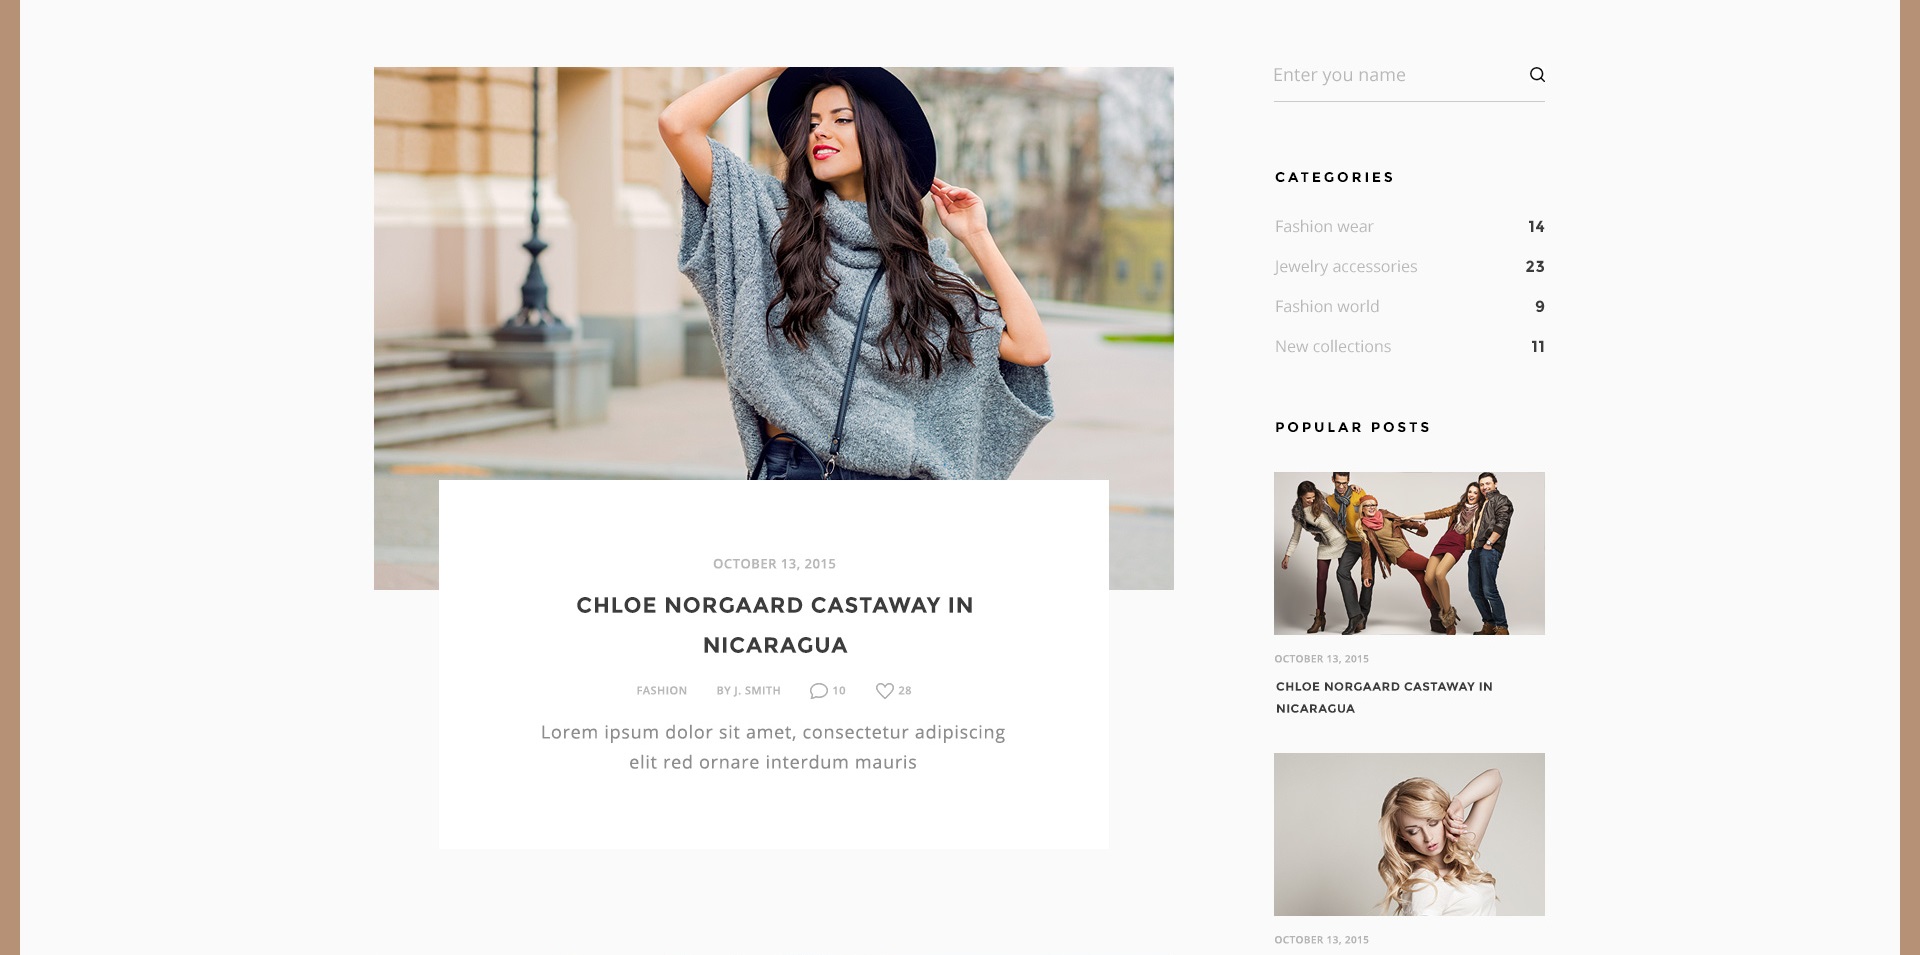 OCTOBER 13, 2015
CHLOE NORGAARD CASTAWAY IN
NICARAGUA
FASHION BY J. SMITH 10 28
Lorem ipsum dolor sit amet, consectetur adipiscing
elit red ornare interdum mauris
Enter you name
CATEGORIES
Fashion wear 14
Jewelry accessories 23
Fashion world 9
New collections 11
POPULAR POSTS
OCTOBER 13, 2015
CHLOE NORGAARD CASTAWAY IN
NICARAGUA
OCTOBER 13, 2015